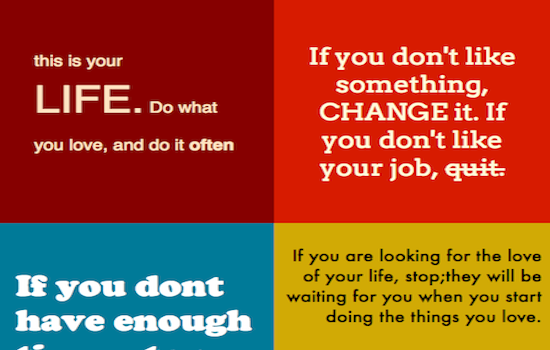 this is your
LIFE. Do what
you love, and do it often
If you don't like
something,
CHANGE it. If
you don't like
your job, quit.
If you dont
have enough
If you are looking for the love
of your life, stop;they will be
waiting for you when you start
doing the things you love.